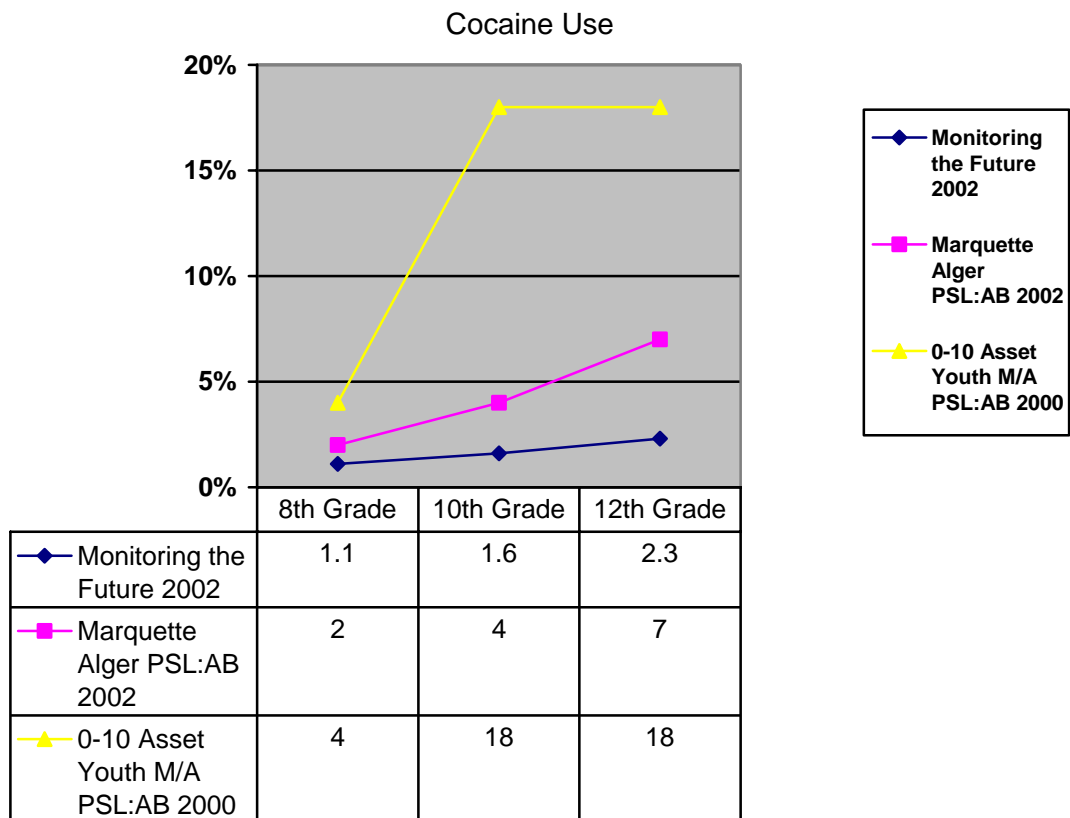 Cocaine Use
20%
15%
10%
5%
0%
Monitoring
the Future
2002
Marquette
Alger
PSL:AB 2002
0-10 Asset
Youth M/A
PSL:AB 2000
8th Grade 10th Grade 12th Grade
Monitoring the 1.1 1.6 2.3
Future 2002
Marquette 2 4 7
Alger PSL:AB
2002
0-10 Asset 4 18 18
Youth M/A
PSL:AB 2000